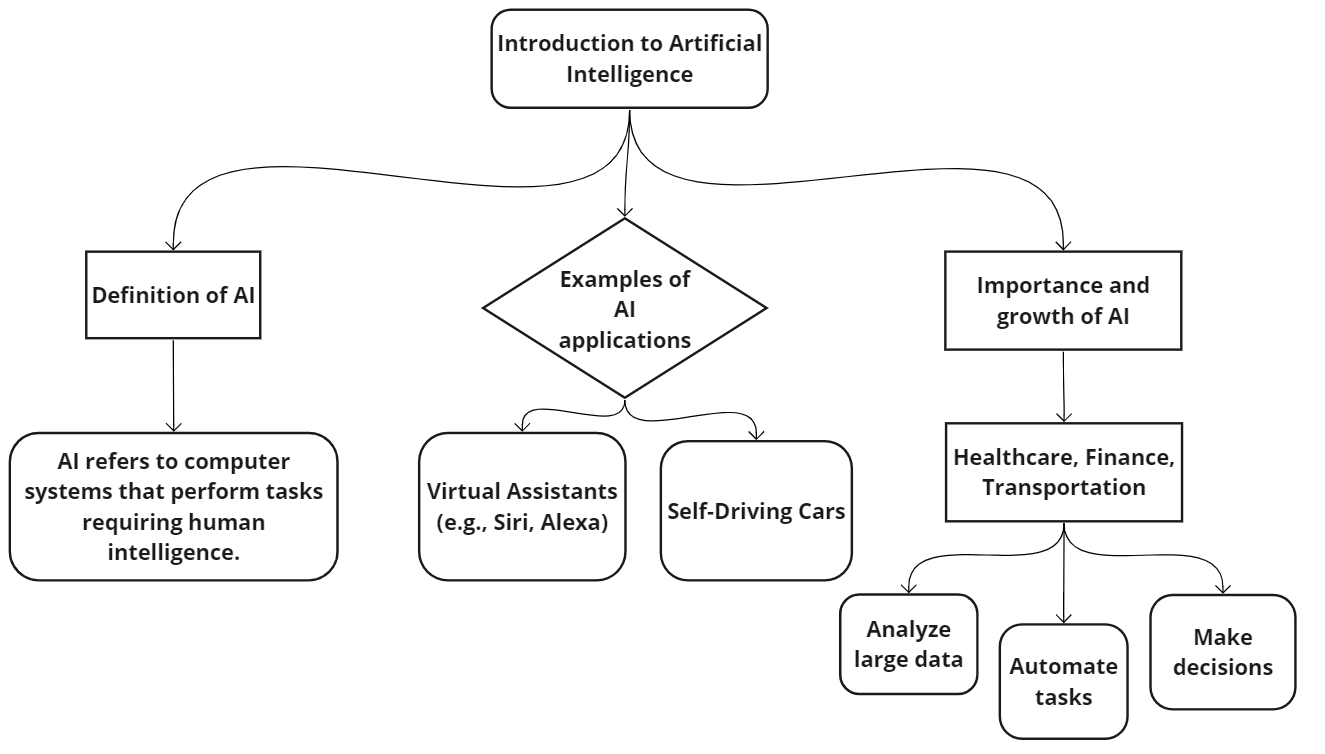 Introduction to Artificial
Intelligence
Definition of AI
Examples of
AI
applications
Importance and
growth of AI
AI refers to computer
systems that perform tasks
requiring human
intelligence.
Virtual Assistants
(e.g., Siri, Alexa)
Self-Driving Cars
Healthcare, Finance,
Transportation
Analyze
large data
Automate
tasks
Make
decisions